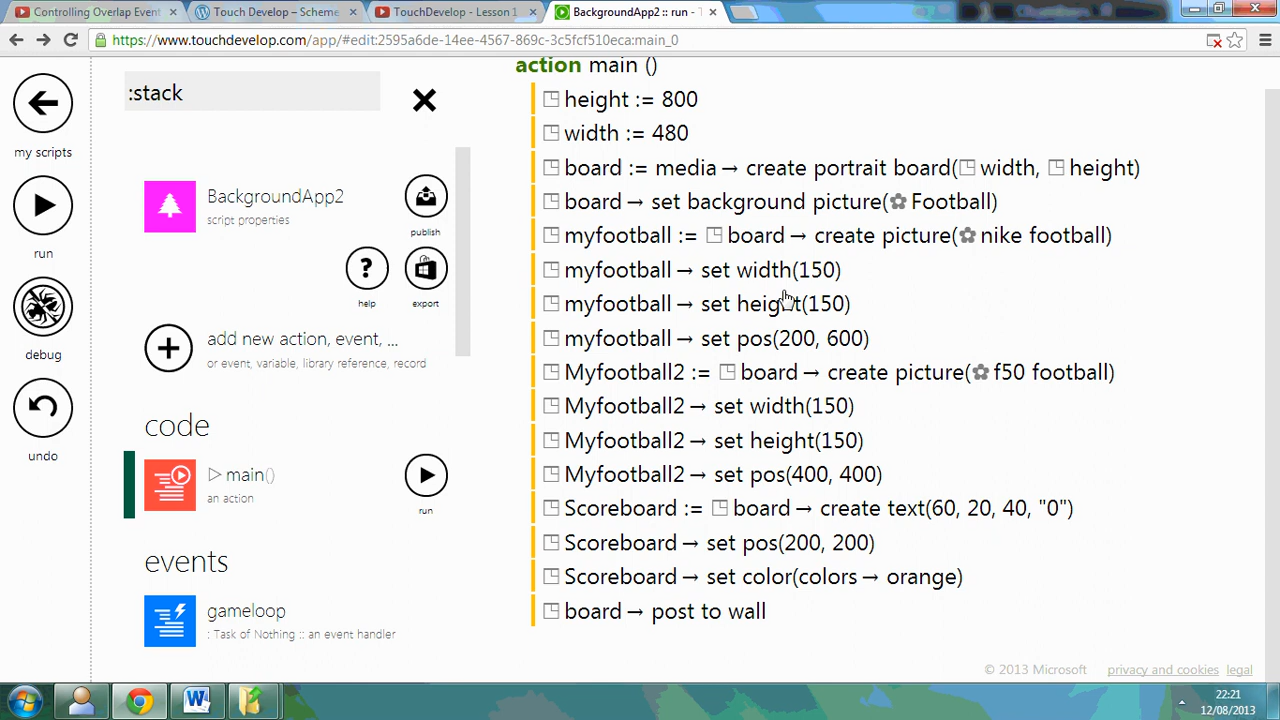 Controlling Overlap Event
Touch Develop – Scheme
TouchDevelop - Lesson 1
BackgroundApp2 :: run - T
https://www.touchdevelop.com/app/#edit:2595a6de-14ee-4567-869c-3c5fcf510eca:main_0
:stack
my scripts
run
debug
undo
BackgroundApp2
script properties
publish
help
export
add new action, event, ...
or event, variable, library reference, record
code
▷ main()
an action
run
events
gameloop
: Task of Nothing :: an event handler
action main ()
height := 800
width := 480
board := media → create portrait board(width, height)
board → set background picture(Football)
myfootball := board → create picture(nike football)
myfootball → set width(150)
myfootball → set height(150)
myfootball → set pos(200, 600)
Myfootball2 := board → create picture(f50 football)
Myfootball2 → set width(150)
Myfootball2 → set height(150)
Myfootball2 → set pos(400, 400)
Scoreboard := board → create text(60, 20, 40, "0")
Scoreboard → set pos(200, 200)
Scoreboard → set color(colors → orange)
board → post to wall
© 2013 Microsoft privacy and cookies legal
22:21
12/08/2013